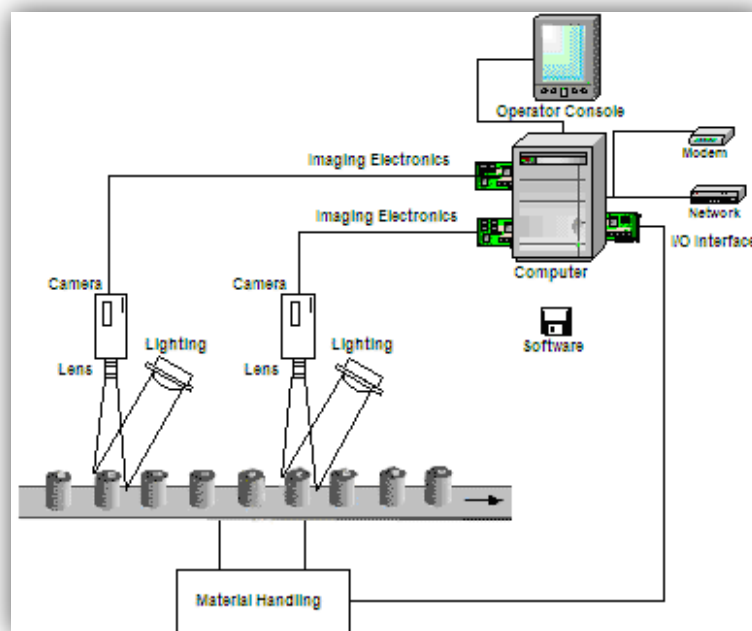 Operator Console
Imaging Electronics
Modem
Imaging Electronics
Network
I/O Interface
Computer
Camera
Camera
Lighting
Lighting
Software
Lens
Lens
Material Handling